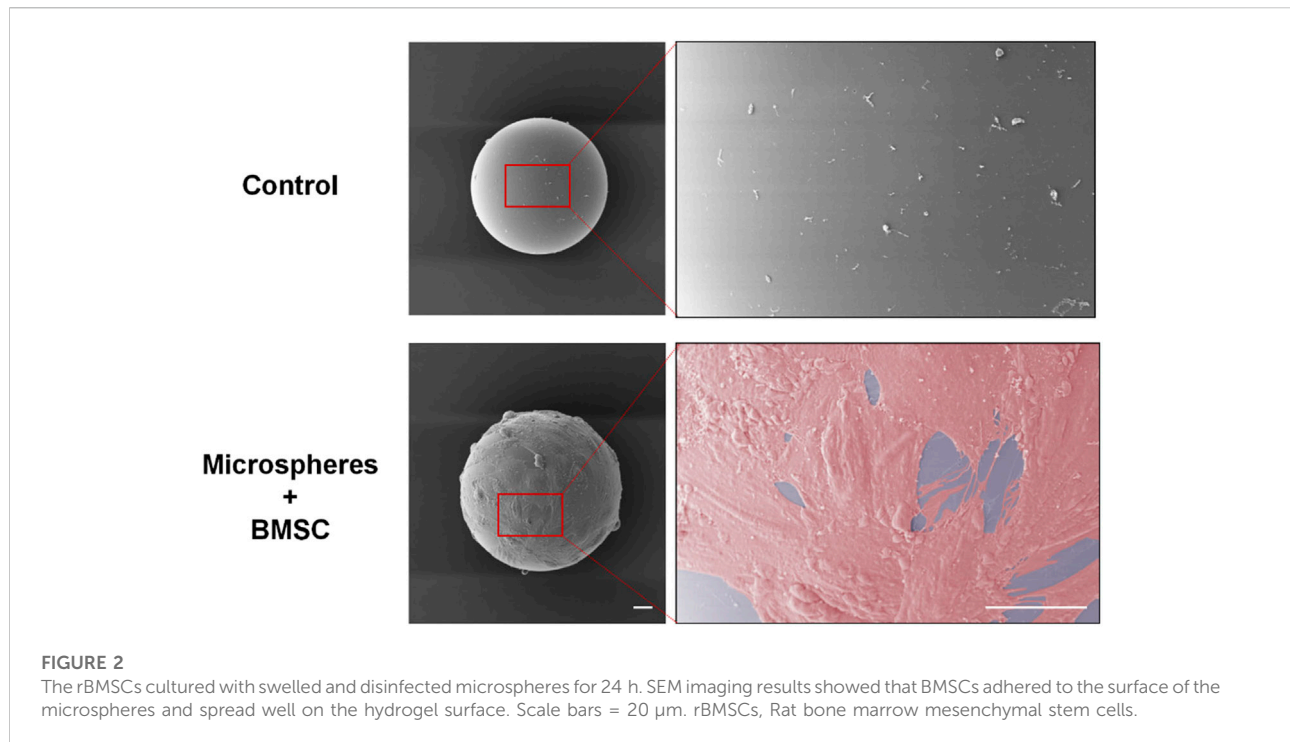 Control
Microspheres
+
BMSC
FIGURE 2
The rBMSCs cultured with swelled and disinfected microspheres for 24 h. SEM imaging results showed that BMSCs adhered to the surface of the
microspheres and spread well on the hydrogel surface. Scale bars = 20 μm. rBMSCs, Rat bone marrow mesenchymal stem cells.